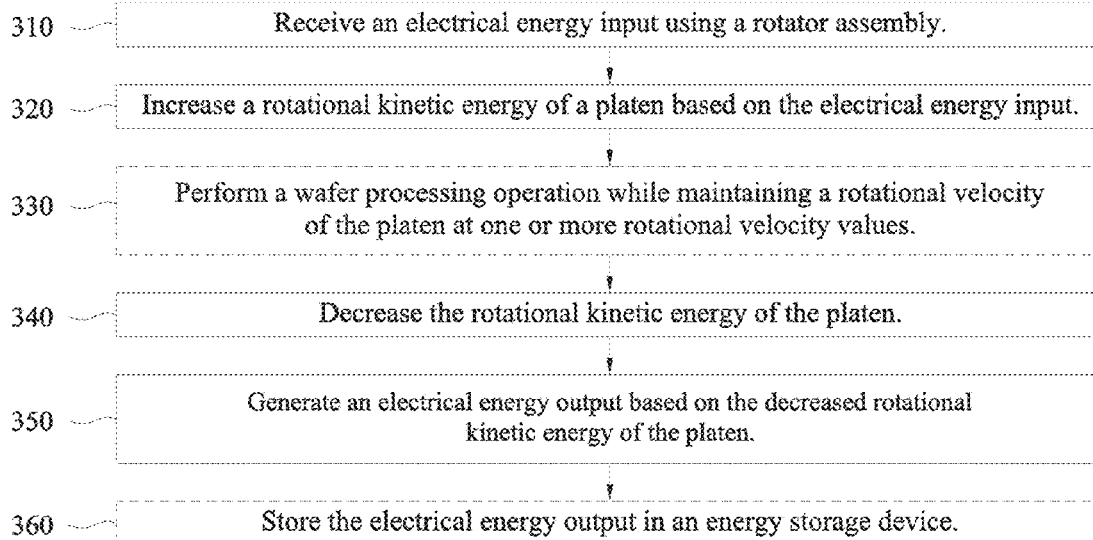 310 Receive an electrical energy input using a rotator assembly.
320 Increase a rotational kinetic energy of a platen based on the electrical energy input.
330 Perform a wafer processing operation while maintaining a rotational velocity
of the platen at one or more rotational velocity values.
340 Decrease the rotational kinetic energy of the platen.
350 Generate an electrical energy output based on the decreased rotational
kinetic energy of the platen.
360 Store the electrical energy output in an energy storage device.